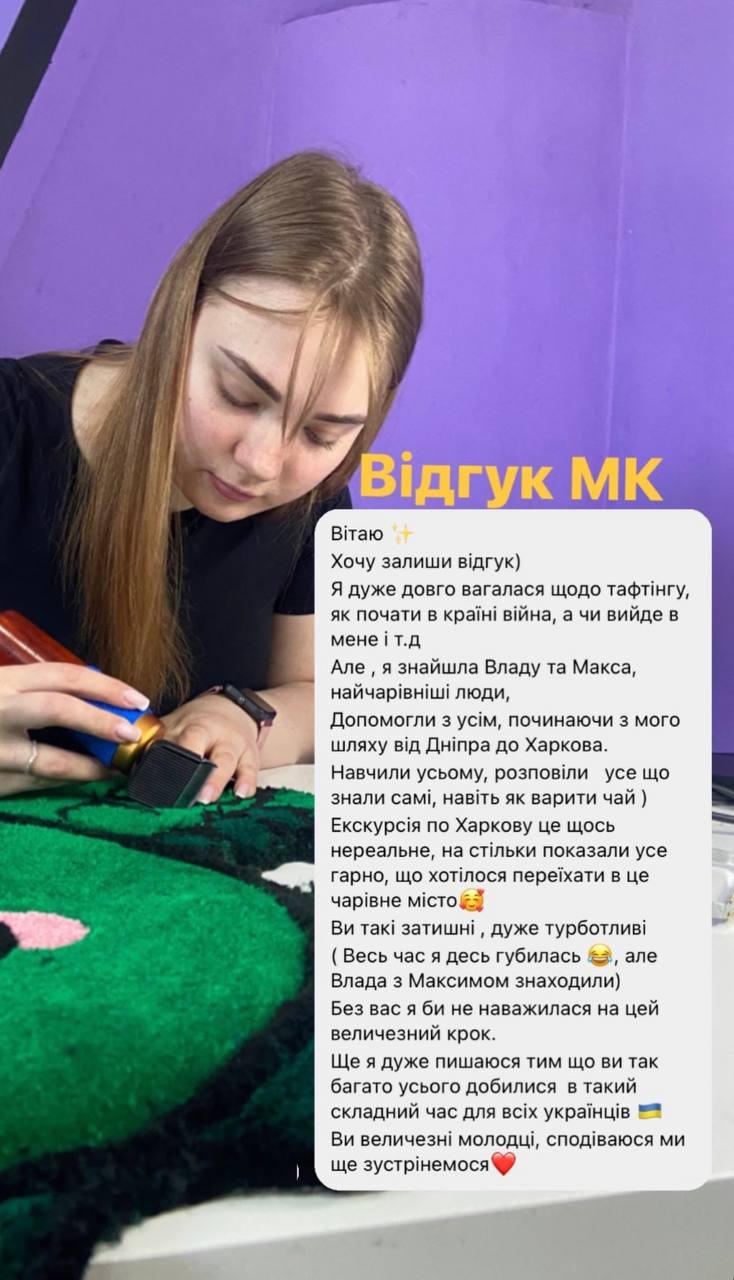 Відгук МК
Вітаю ✨
Хочу залиши відгук)
Я дуже довго вагалася щодо тафтінгу,
як почати в країні війна, а чи вийде в
мене і т.д
Але , я знайшла Владу та Макса,
найчарівніші люди,
Допомогли з усім, починаючи з мого
шляху від Дніпра до Харкова.
Навчили усьому, розповіли   усе що
знали самі, навіть як варити чай )
Екскурсія по Харкову це щось
нереальне, на стільки показали усе
гарно, що хотілося переїхати в це
чарівне місто🥰
Ви такі затишні , дуже турботливі
( Весь час я десь губилась 😂, але
Влада з Максимом знаходили)
Без вас я би не наважилася на цей
величезний крок.
Ще я дуже пишаюся тим що ви так
багато усього добилися  в такий
складний час для всіх українців 🇺🇦
Ви величезні молодці, сподіваюся ми
ще зустрінемося❤️